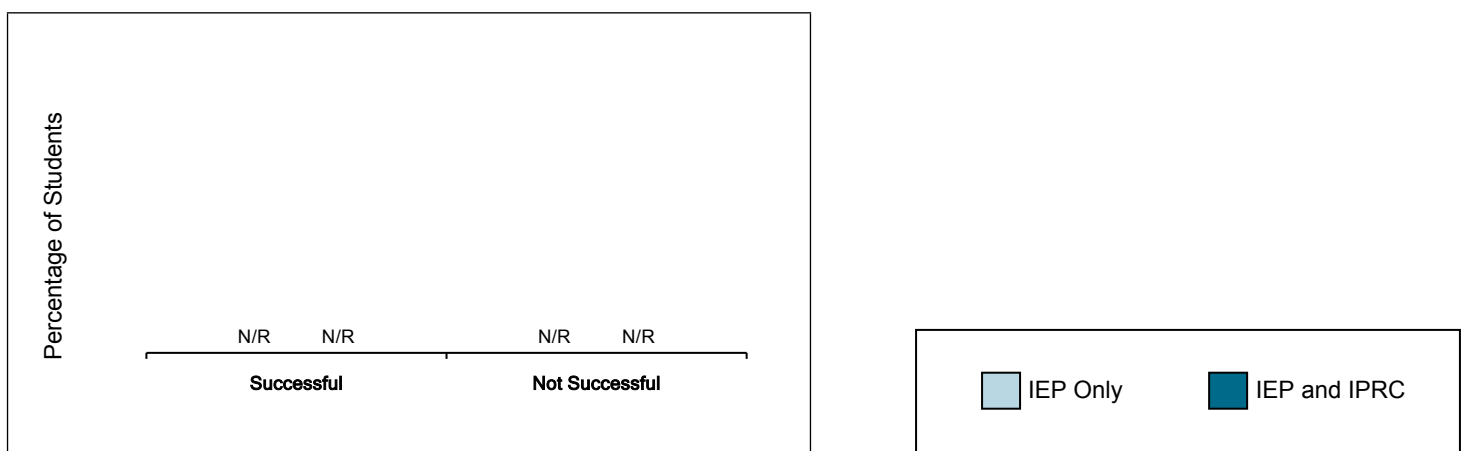 Percentage of Students
N/R N/R N/R N/R
Successful Not Successful
IEP Only IEP and IPRC